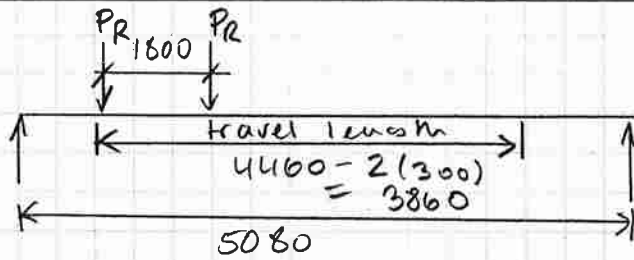 PR PR
1800
travel length
4460 - 2(300)
= 3860
5080